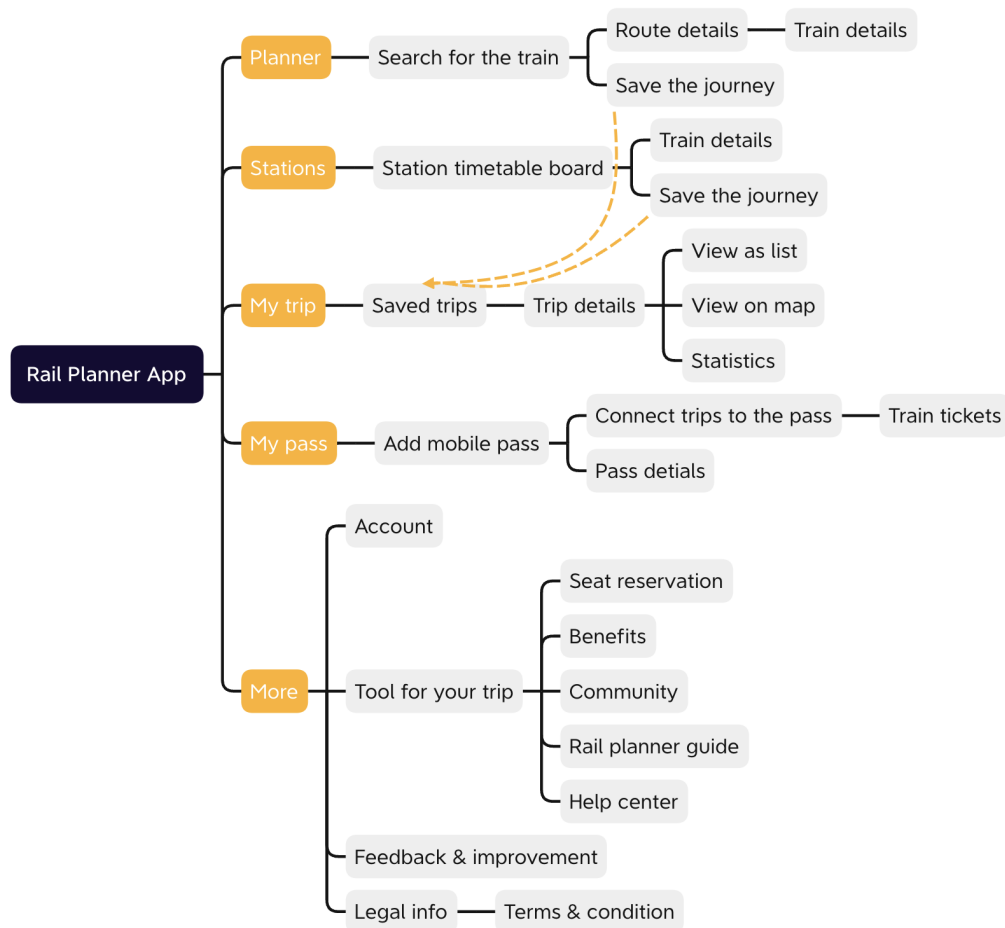 Rail Planner App
Planner
Search for the train
Route details
Train details
Save the journey
Stations
Station timetable board
Train details
Save the journey
My trip
Saved trips
Trip details
View as list
View on map
Statistics
My pass
Add mobile pass
Connect trips to the pass
Train tickets
Pass detials
More
Account
Tool for your trip
Seat reservation
Benefits
Community
Rail planner guide
Help center
Feedback & improvement
Legal info
Terms & condition